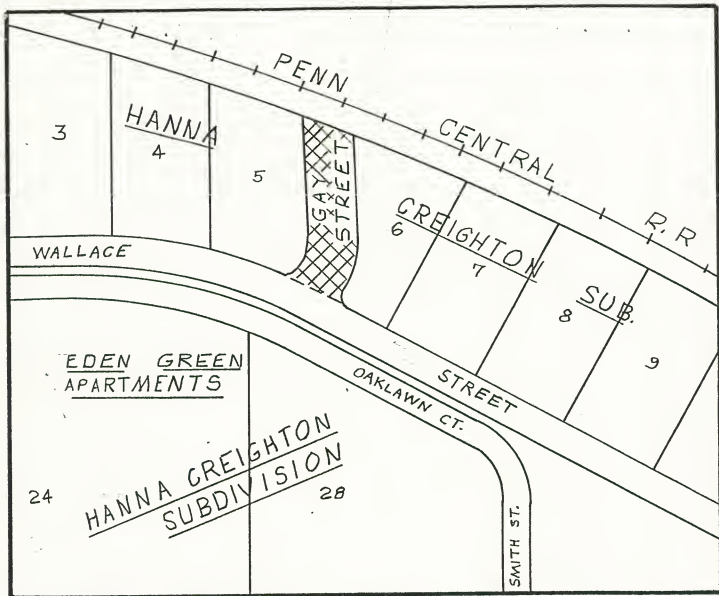 PENN CENTRAL R.R
HANNA CREIGHTON SUB.
3
4
5
GAY
STREET
6
7
8
9
WALLACE STREET
OAKLAWN CT.
EDEN GREEN
APARTMENTS
HANNA CREIGHTON
SUBDIVISION
24
28
SMITH ST.